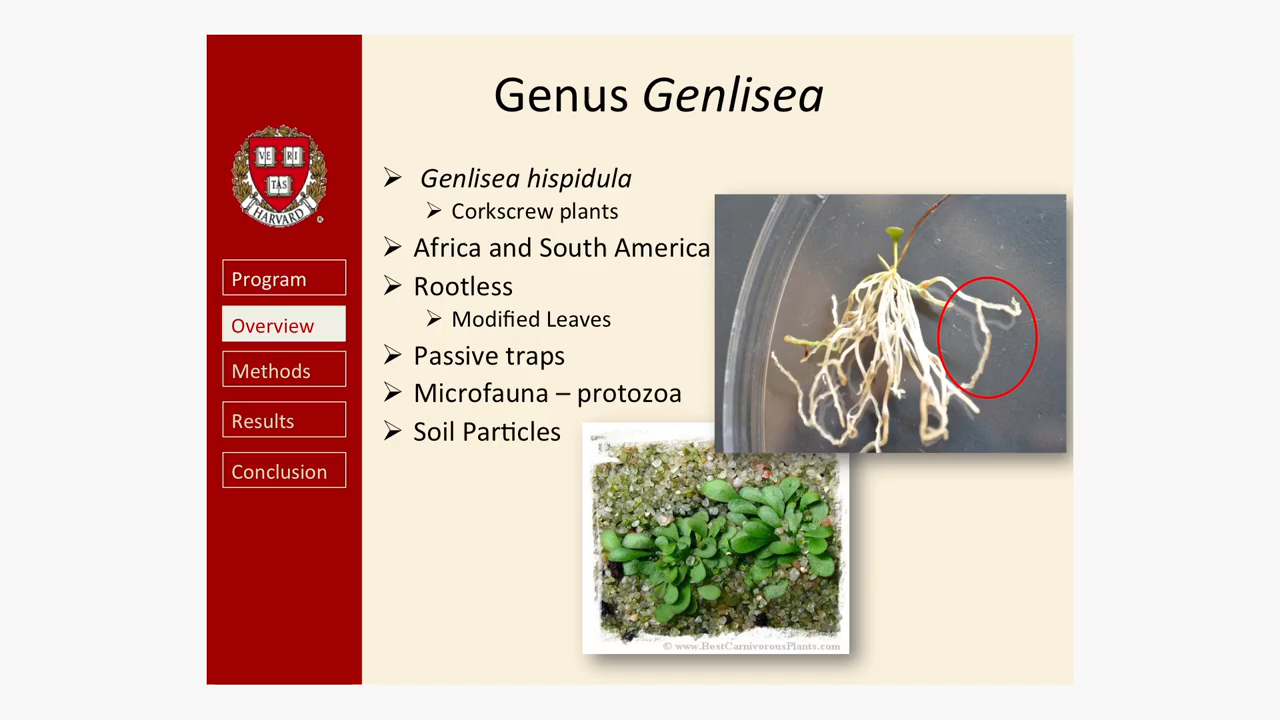 Genus Genlisea
VE RI
TAS
HARVARD
Program
Overview
Methods
Results
Conclusion
➢ Genlisea hispidula
➢ Corkscrew plants
➢ Africa and South America
➢ Rootless
➢ Modified Leaves
➢ Passive traps
➢ Microfauna – protozoa
➢ Soil Particles
© www.BestCarnivorousPlants.com